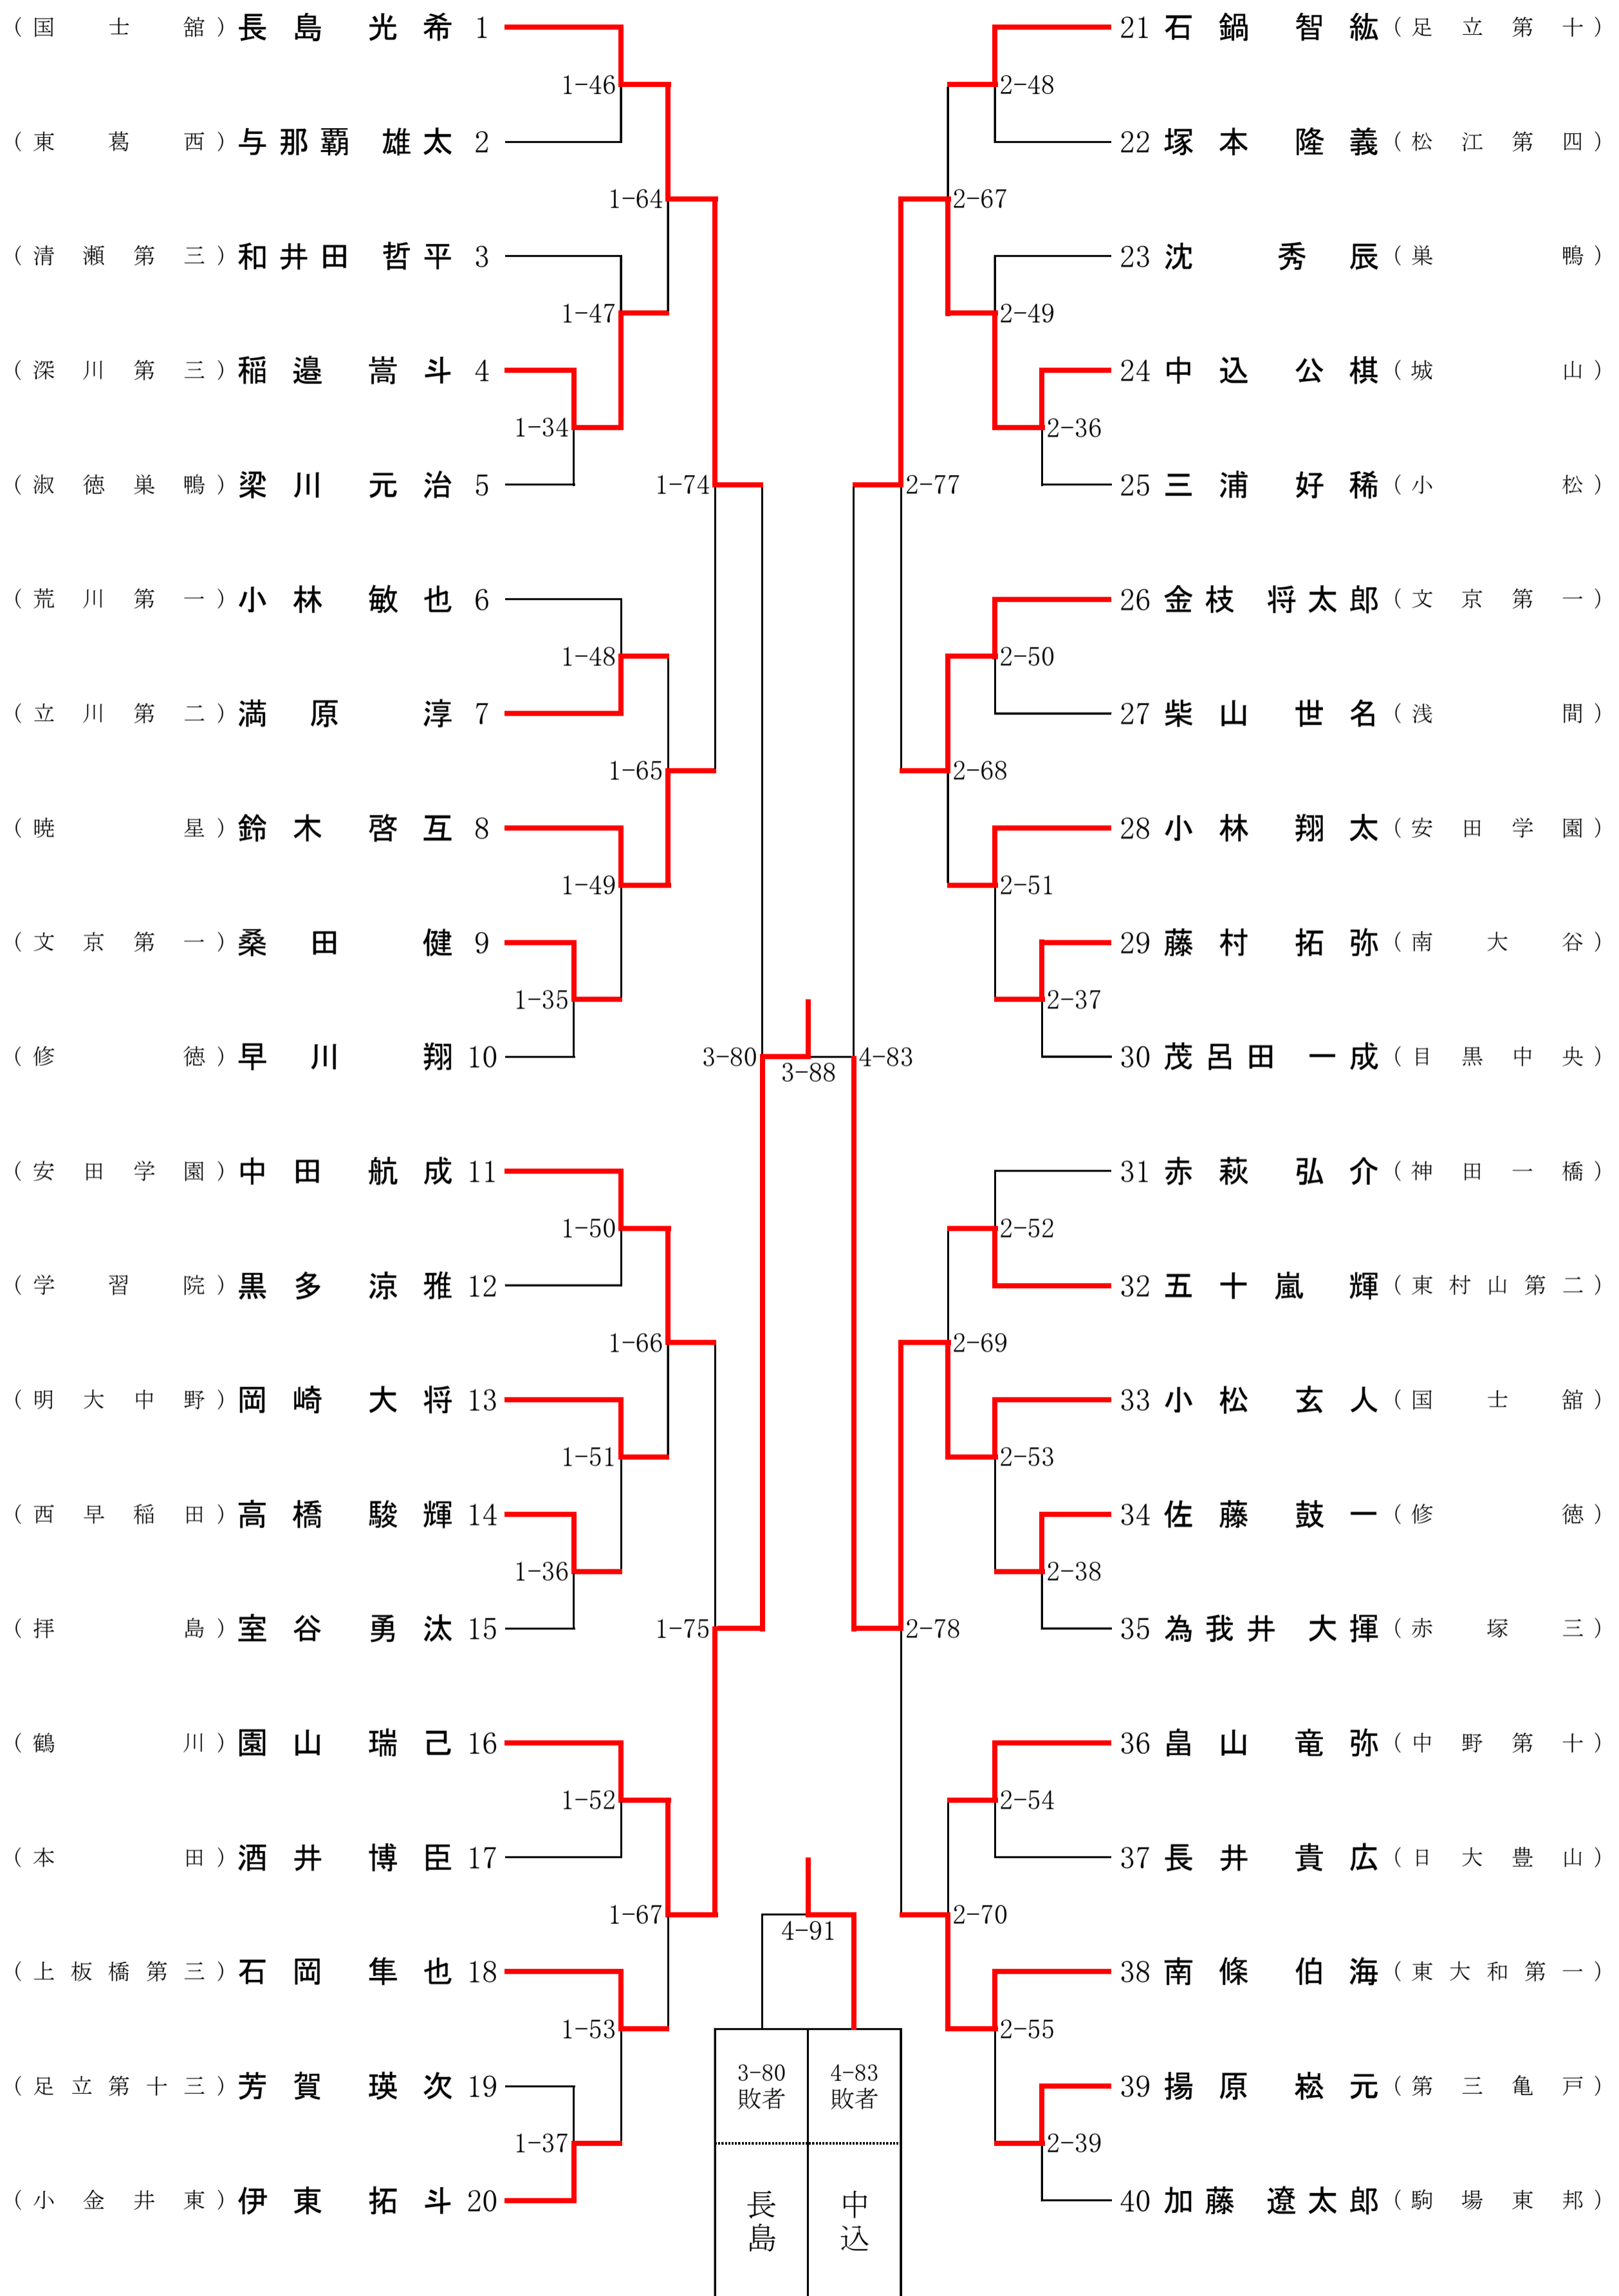 (国士舘) 長島 光希 1
(東葛西) 与那覇 雄太 2
(清瀬第三) 和井田 哲平 3
(深川第三) 稲邉 嵩斗 4
(淑徳巣鴨) 梁川 元治 5
(荒川第一) 小林 敏也 6
(立川第二) 満原 淳 7
(暁星) 鈴木 啓互 8
(文京第一) 桑田 健 9
(修徳) 早川 翔 10
(安田学園) 中田 航成 11
(学習院) 黒多 涼雅 12
(明大中野) 岡崎 大将 13
(西早稲田) 高橋 駿輝 14
(拝島) 室谷 勇汰 15
(鶴川) 園山 瑞己 16
(本田) 酒井 博臣 17
(上板橋第三) 石岡 隼也 18
(足立第十三) 芳賀 瑛次 19
(小金井東) 伊東 拓斗 20
1-46
1-64
1-47
1-34
1-74
1-48
1-65
1-49
1-35
3-80
1-50
1-66
1-51
1-36
1-75
1-52
1-67
1-53
1-37
3-88
4-91
3-80 敗者
4-83 敗者
長島
中込
2-48
2-67
2-49
2-36
2-77
2-50
2-68
2-51
2-37
4-83
2-52
2-69
2-53
2-38
2-78
2-54
2-70
2-55
2-39
21 石鍋 智紘 (足立第十)
22 塚本 隆義 (松江第四)
23 沈 秀辰 (巣鴨)
24 中込 公棋 (城山)
25 三浦 好稀 (小松)
26 金枝 将太郎 (文京第一)
27 柴山 世名 (浅間)
28 小林 翔太 (安田学園)
29 藤村 拓弥 (南大谷)
30 茂呂田 一成 (目黒中央)
31 赤萩 弘介 (神田一橋)
32 五十嵐 輝 (東村山第二)
33 小松 玄人 (国士舘)
34 佐藤 鼓一 (修徳)
35 為我井 大揮 (赤塚三)
36 畠山 竜弥 (中野第十)
37 長井 貴広 (日大豊山)
38 南條 伯海 (東大和第一)
39 揚原 崧元 (第三亀戸)
40 加藤 遼太郎 (駒場東邦)